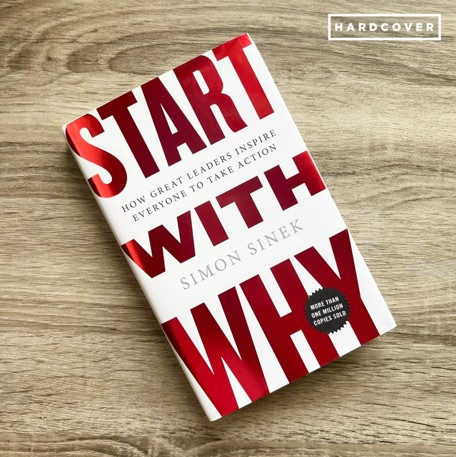 HARDCOVER
START
HOW GREAT LEADERS INSPIRE
EVERYONE TO TAKE ACTION
WITH
SIMON SINEK
WHY
MORE THAN
ONE MILLION
COPIES SOLD